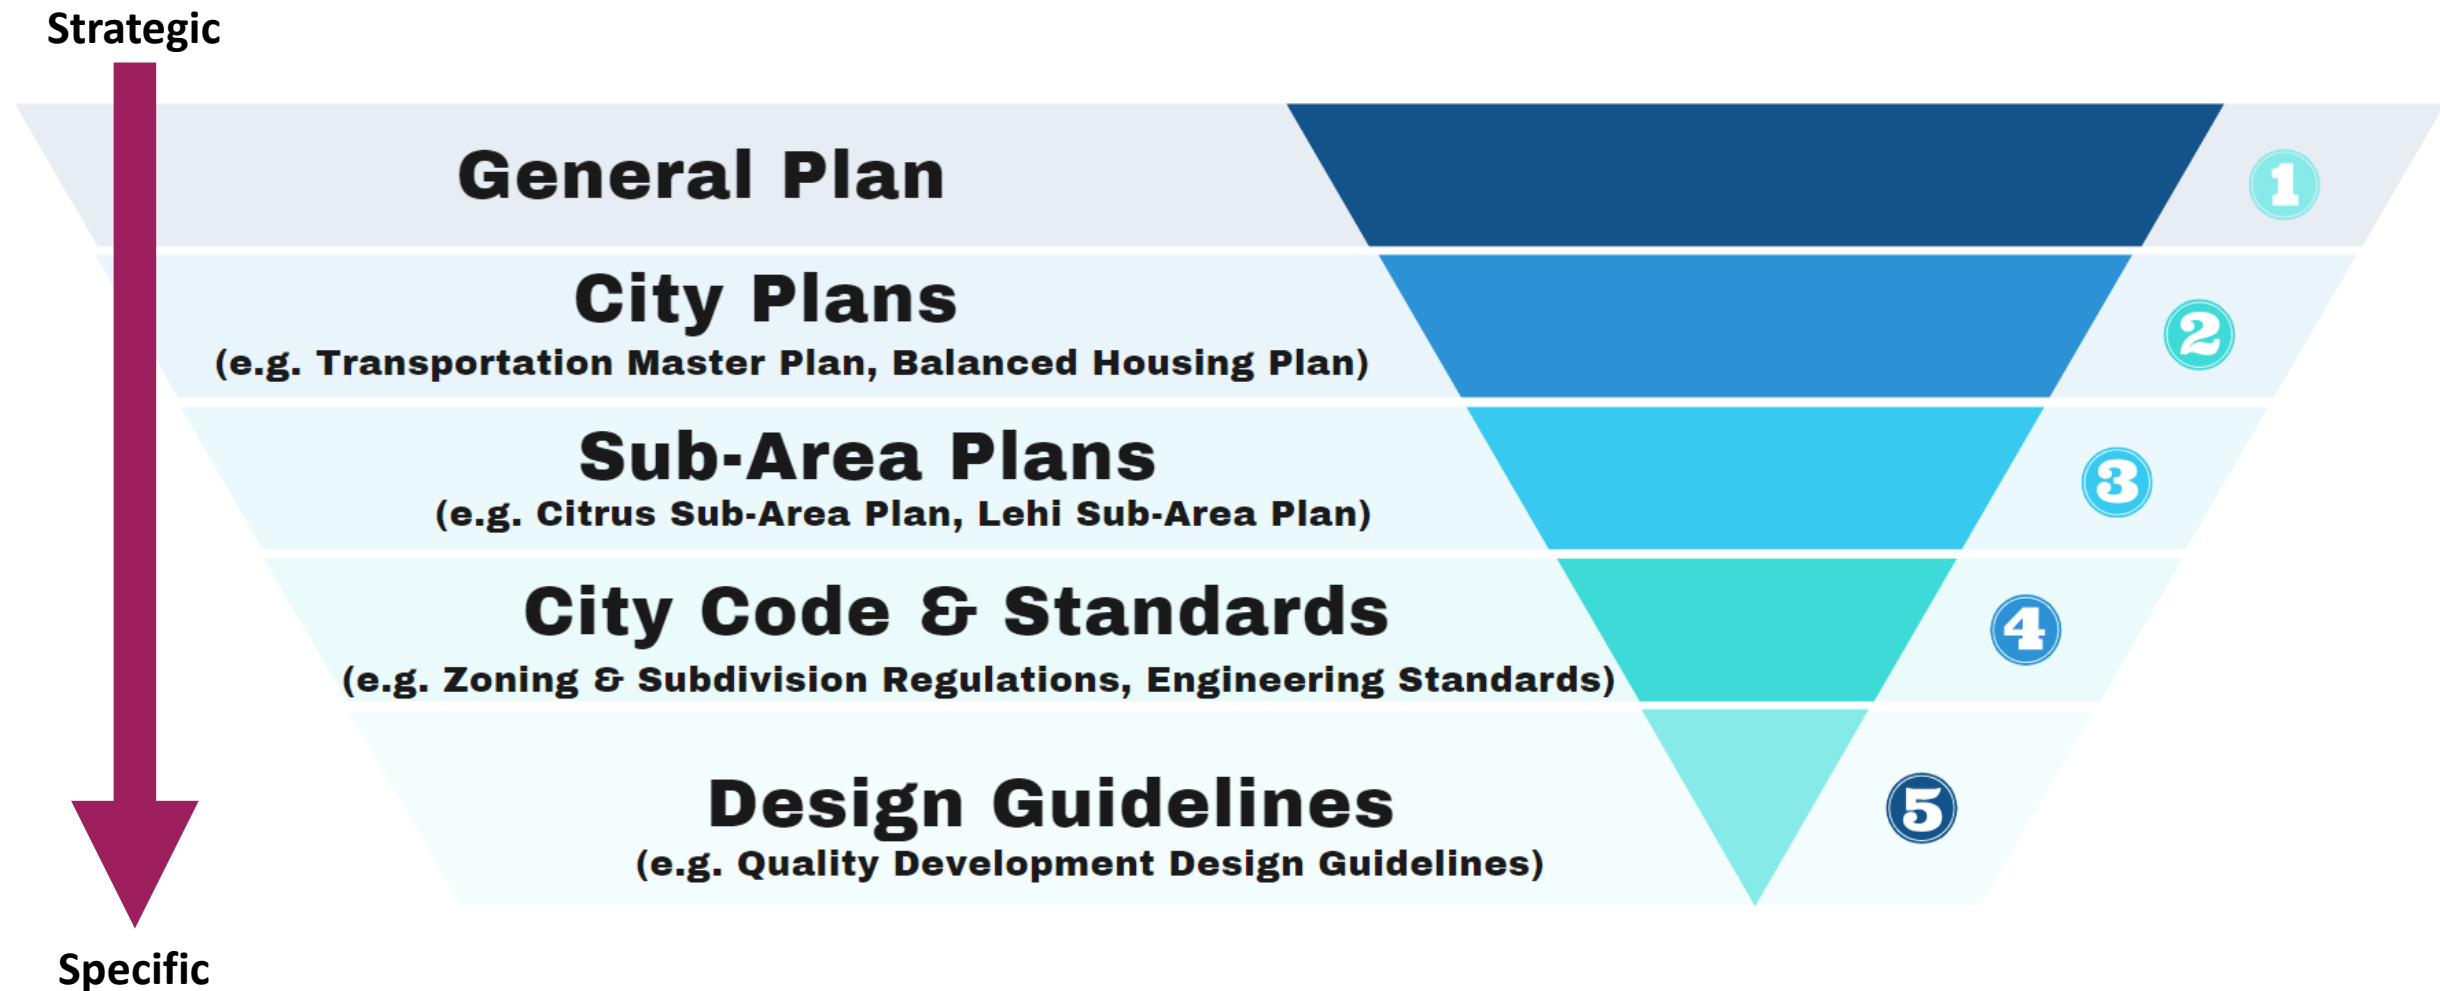 Strategic
General Plan
1
City Plans
(e.g. Transportation Master Plan, Balanced Housing Plan)
2
Sub-Area Plans
(e.g. Citrus Sub-Area Plan, Lehi Sub-Area Plan)
3
City Code & Standards
(e.g. Zoning & Subdivision Regulations, Engineering Standards)
4
Design Guidelines
(e.g. Quality Development Design Guidelines)
5
Specific